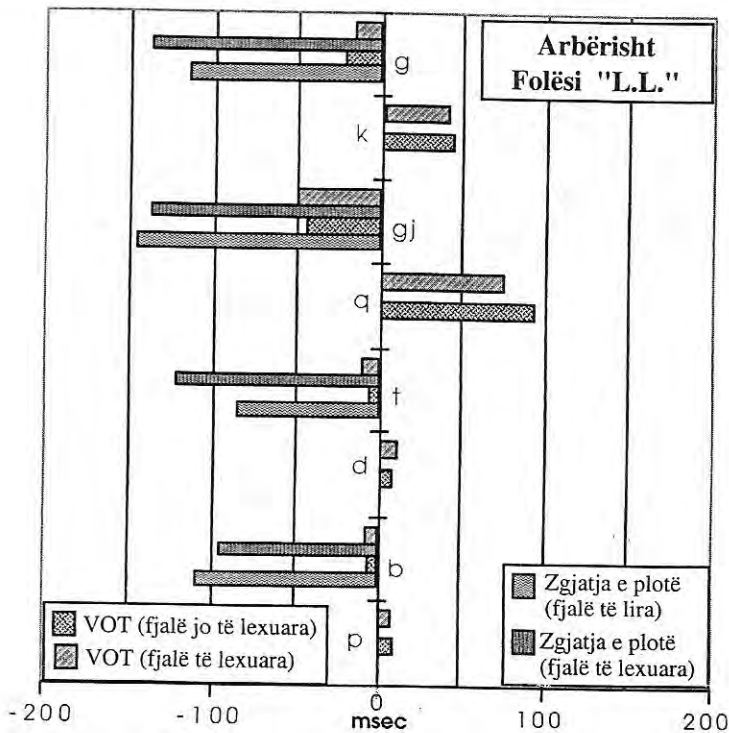 Arbërisht
Folësi "L.L."
g
k
gj
q
t
d
b
p
VOT (fjalë jo të lexuara)
VOT (fjalë të lexuara)
Zgjatja e plotë
(fjalë të lira)
Zgjatja e plotë
(fjalë të lexuara)
-200
-100
0
100
200
msec